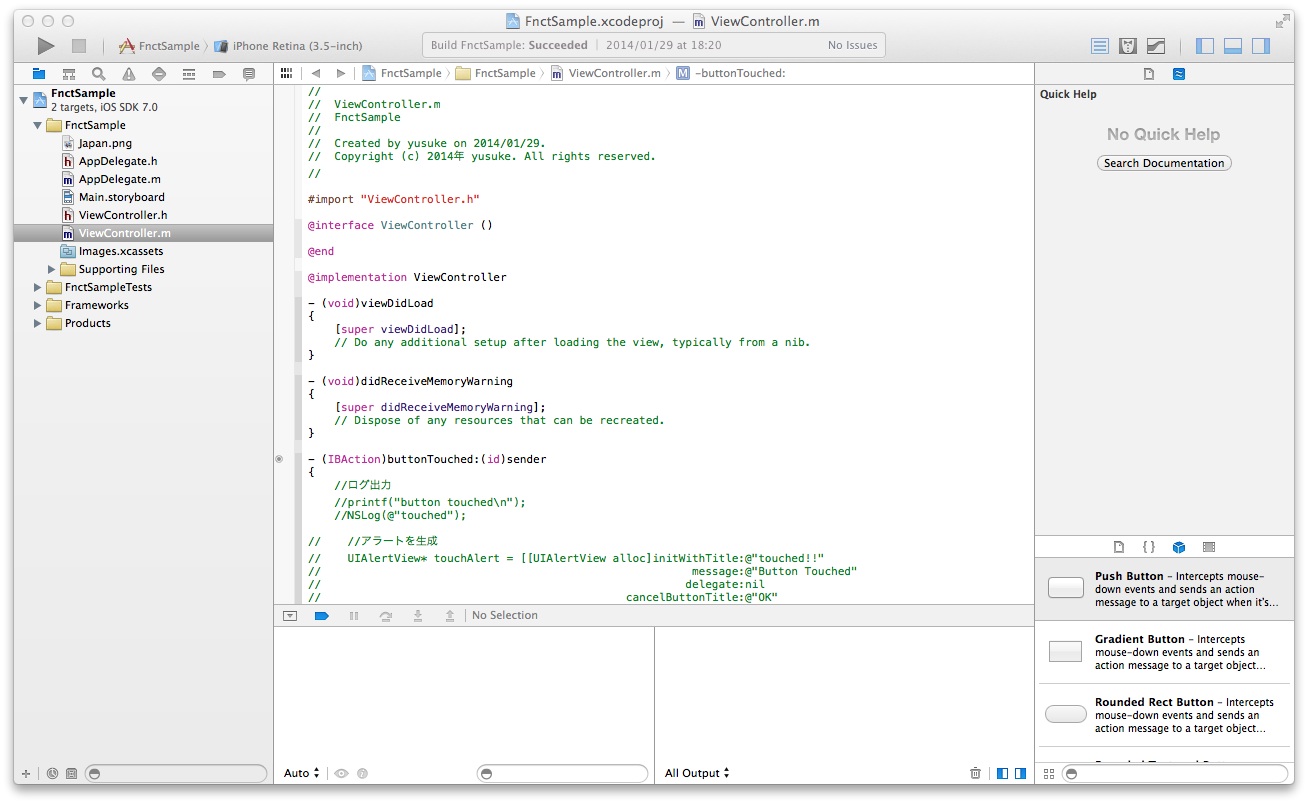 FnctSample.xcodeproj — ViewController.m
FnctSample 〉 iPhone Retina (3.5-inch)
Build FnctSample: Succeeded | 2014/01/29 at 18:20 No Issues
FnctSample
2 targets, iOS SDK 7.0
FnctSample
Japan.png
AppDelegate.h
AppDelegate.m
Main.storyboard
ViewController.h
ViewController.m
Images.xcassets
Supporting Files
FnctSampleTests
Frameworks
Products
FnctSample 〉 FnctSample 〉 ViewController.m 〉 M -buttonTouched:
//
// ViewController.m
// FnctSample
//
// Created by yusuke on 2014/01/29.
// Copyright (c) 2014年 yusuke. All rights reserved.
//
#import "ViewController.h"
@interface ViewController ()
@end
@implementation ViewController
- (void)viewDidLoad
{
[super viewDidLoad];
// Do any additional setup after loading the view, typically from a nib.
}
- (void)didReceiveMemoryWarning
{
[super didReceiveMemoryWarning];
// Dispose of any resources that can be recreated.
}
- (IBAction)buttonTouched:(id)sender
{
//ログ出力
//printf("button touched\n");
//NSLog(@"touched");
// //アラートを生成
// UIAlertView* touchAlert = [[UIAlertView alloc]initWithTitle:@"touched!!"
// message:@"Button Touched"
// delegate:nil
// cancelButtonTitle:@"OK"
No Selection
Auto
All Output
Quick Help
No Quick Help
Search Documentation
{ }
Push Button - Intercepts mouse-
down events and sends an action
message to a target object when it's...
Gradient Button - Intercepts
mouse-down events and sends an
action message to a target object...
Rounded Rect Button - Intercepts
mouse-down events and sends an
action message to a target object...